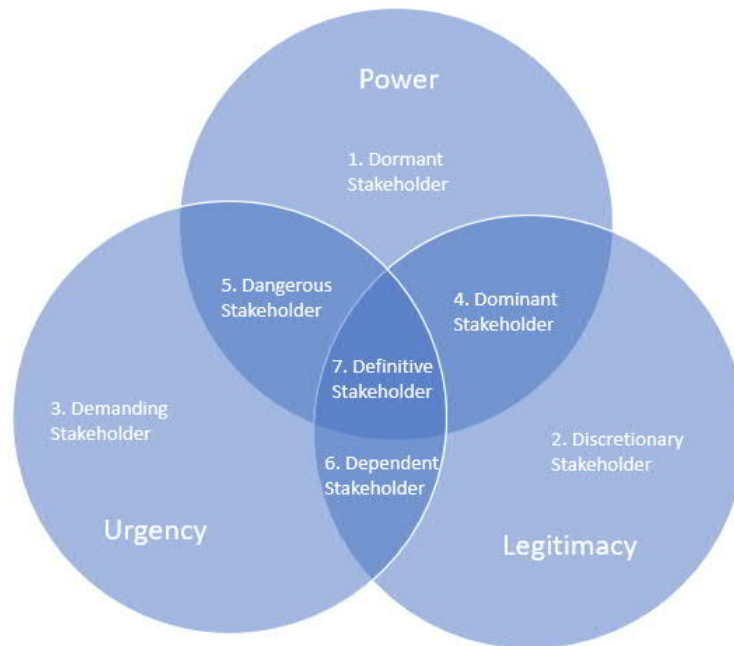 Power
1. Dormant
Stakeholder
5. Dangerous
Stakeholder
4. Dominant
Stakeholder
7. Definitive
Stakeholder
3. Demanding
Stakeholder
2. Discretionary
Stakeholder
6. Dependent
Stakeholder
Urgency
Legitimacy